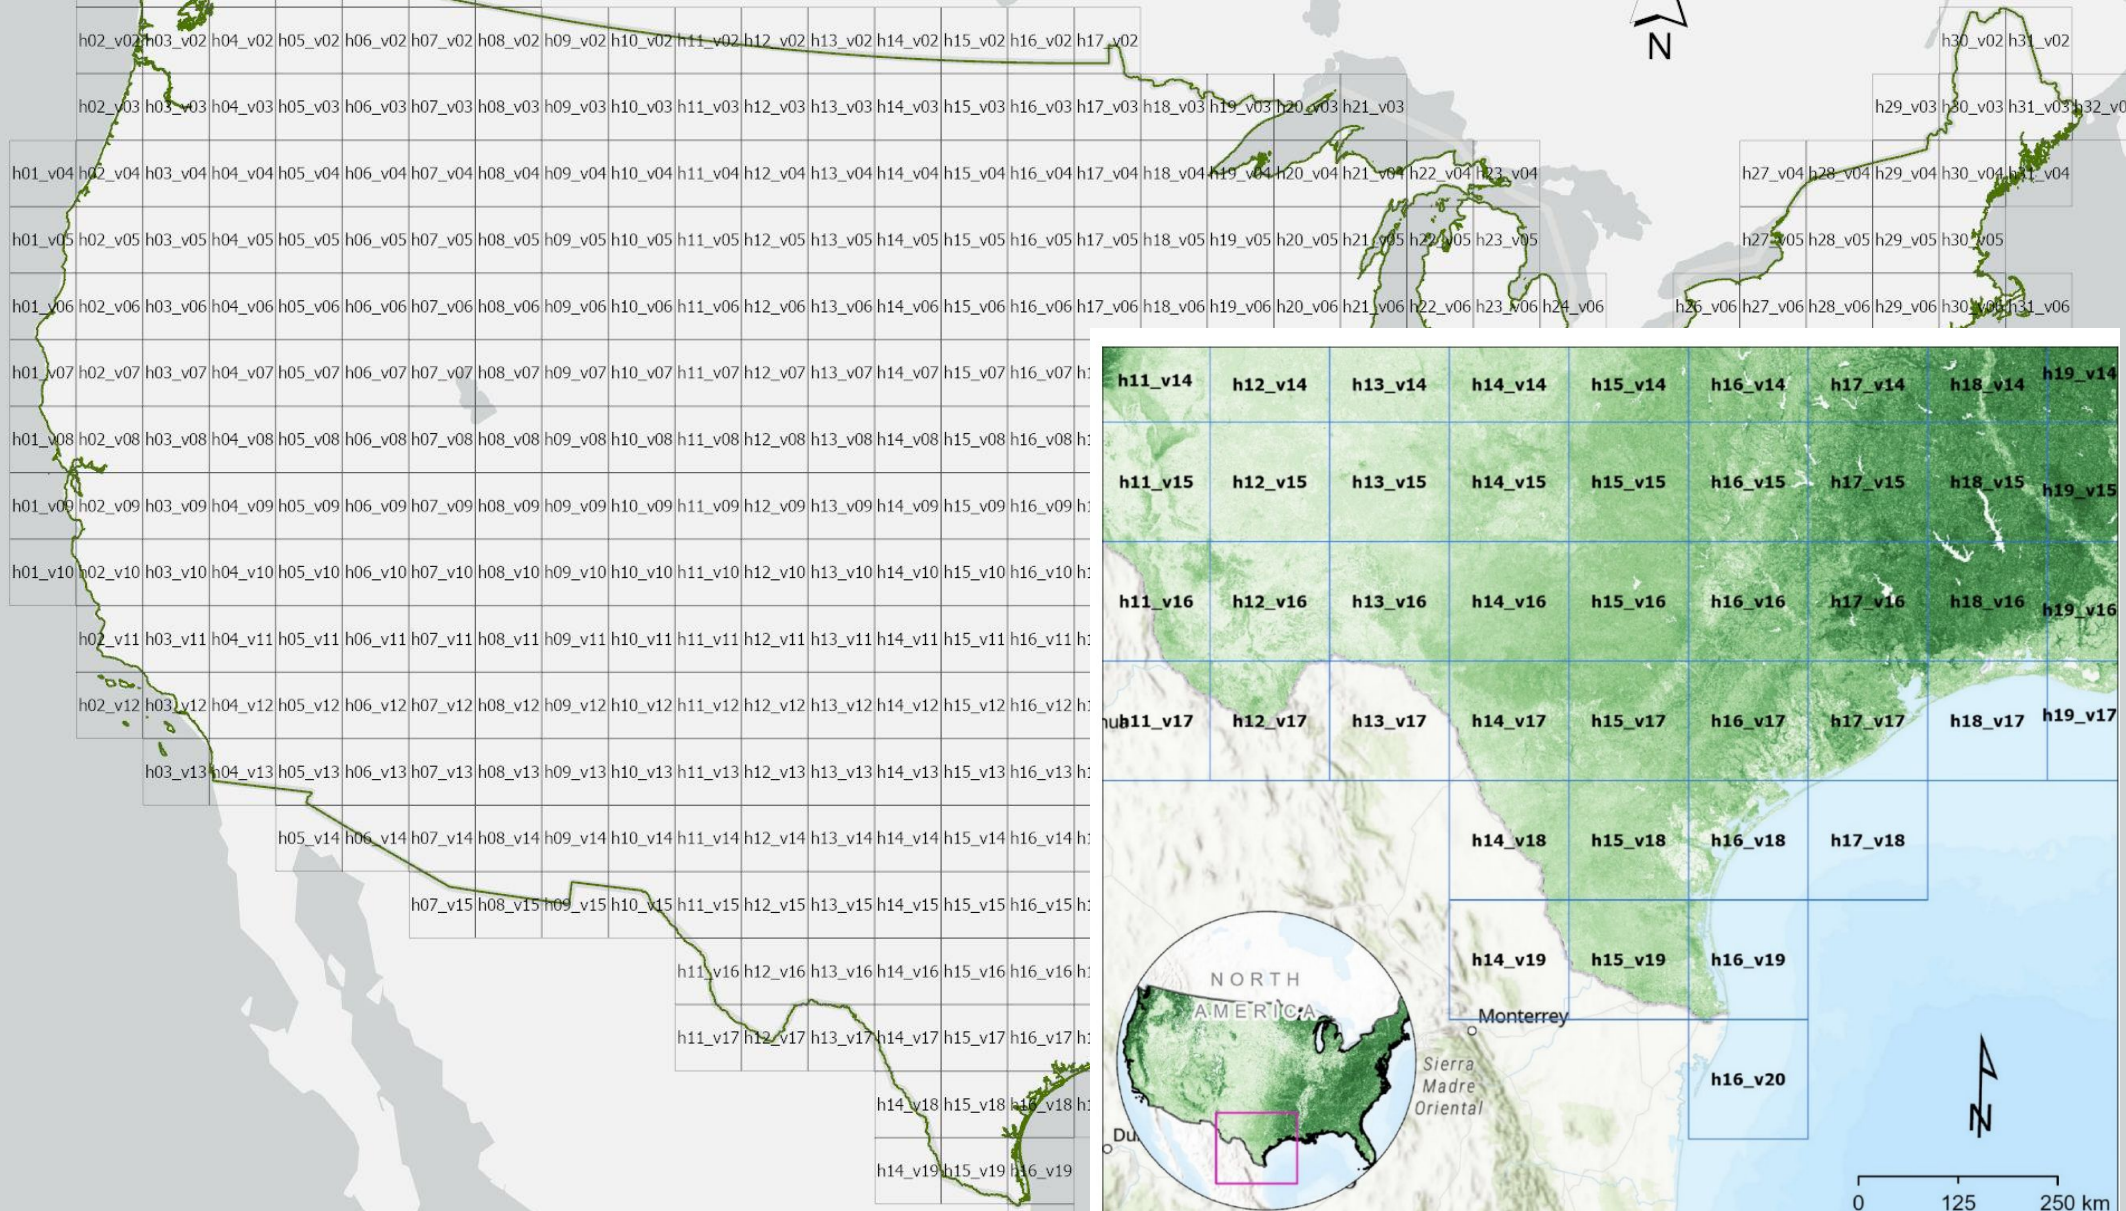 h02_v02 h03_v02 h04_v02 h05_v02 h06_v02 h07_v02 h08_v02 h09_v02 h10_v02 h11_v02 h12_v02 h13_v02 h14_v02 h15_v02 h16_v02 h17_v02 h30_v02 h31_v02
N
h02_v03 h03_v03 h04_v03 h05_v03 h06_v03 h07_v03 h08_v03 h09_v03 h10_v03 h11_v03 h12_v03 h13_v03 h14_v03 h15_v03 h16_v03 h17_v03 h18_v03 h19_v03 h20_v03 h21_v03 h29_v03 h30_v03 h31_v03 h32_v0
h01_v04 h02_v04 h03_v04 h04_v04 h05_v04 h06_v04 h07_v04 h08_v04 h09_v04 h10_v04 h11_v04 h12_v04 h13_v04 h14_v04 h15_v04 h16_v04 h17_v04 h18_v04 h19_v04 h20_v04 h21_v04 h22_v04 h23_v04 h27_v04 h28_v04 h29_v04 h30_v04 h31_v04
h01_v05 h02_v05 h03_v05 h04_v05 h05_v05 h06_v05 h07_v05 h08_v05 h09_v05 h10_v05 h11_v05 h12_v05 h13_v05 h14_v05 h15_v05 h16_v05 h17_v05 h18_v05 h19_v05 h20_v05 h21_v05 h22_v05 h23_v05 h27_v05 h28_v05 h29_v05 h30_v05
h01_v06 h02_v06 h03_v06 h04_v06 h05_v06 h06_v06 h07_v06 h08_v06 h09_v06 h10_v06 h11_v06 h12_v06 h13_v06 h14_v06 h15_v06 h16_v06 h17_v06 h18_v06 h19_v06 h20_v06 h21_v06 h22_v06 h23_v06 h24_v06 h26_v06 h27_v06 h28_v06 h29_v06 h30_v06 h31_v06
h01_v07 h02_v07 h03_v07 h04_v07 h05_v07 h06_v07 h07_v07 h08_v07 h09_v07 h10_v07 h11_v07 h12_v07 h13_v07 h14_v07 h15_v07 h16_v07 h1
h01_v08 h02_v08 h03_v08 h04_v08 h05_v08 h06_v08 h07_v08 h08_v08 h09_v08 h10_v08 h11_v08 h12_v08 h13_v08 h14_v08 h15_v08 h16_v08 h1
h01_v09 h02_v09 h03_v09 h04_v09 h05_v09 h06_v09 h07_v09 h08_v09 h09_v09 h10_v09 h11_v09 h12_v09 h13_v09 h14_v09 h15_v09 h16_v09 h1
h01_v10 h02_v10 h03_v10 h04_v10 h05_v10 h06_v10 h07_v10 h08_v10 h09_v10 h10_v10 h11_v10 h12_v10 h13_v10 h14_v10 h15_v10 h16_v10 h1
h02_v11 h03_v11 h04_v11 h05_v11 h06_v11 h07_v11 h08_v11 h09_v11 h10_v11 h11_v11 h12_v11 h13_v11 h14_v11 h15_v11 h16_v11 h1
h02_v12 h03_v12 h04_v12 h05_v12 h06_v12 h07_v12 h08_v12 h09_v12 h10_v12 h11_v12 h12_v12 h13_v12 h14_v12 h15_v12 h16_v12 h1
h03_v13 h04_v13 h05_v13 h06_v13 h07_v13 h08_v13 h09_v13 h10_v13 h11_v13 h12_v13 h13_v13 h14_v13 h15_v13 h16_v13 h1
h05_v14 h06_v14 h07_v14 h08_v14 h09_v14 h10_v14 h11_v14 h12_v14 h13_v14 h14_v14 h15_v14 h16_v14 h1
h07_v15 h08_v15 h09_v15 h10_v15 h11_v15 h12_v15 h13_v15 h14_v15 h15_v15 h16_v15 h1
h11_v16 h12_v16 h13_v16 h14_v16 h15_v16 h16_v16 h1
h11_v17 h12_v17 h13_v17 h14_v17 h15_v17 h16_v17 h1
h14_v18 h15_v18 h16_v18 h1
h14_v19 h15_v19 h16_v19
h11_v14 h12_v14 h13_v14 h14_v14 h15_v14 h16_v14 h17_v14 h18_v14 h19_v14
h11_v15 h12_v15 h13_v15 h14_v15 h15_v15 h16_v15 h17_v15 h18_v15 h19_v15
h11_v16 h12_v16 h13_v16 h14_v16 h15_v16 h16_v16 h17_v16 h18_v16 h19_v16
h11_v17 h12_v17 h13_v17 h14_v17 h15_v17 h16_v17 h17_v17 h18_v17 h19_v17
h14_v18 h15_v18 h16_v18 h17_v18
h14_v19 h15_v19 h16_v19
h16_v20
Monterrey
Sierra
Madre
Oriental
NORTH
AMERICA
Du
N
0 125 250 km